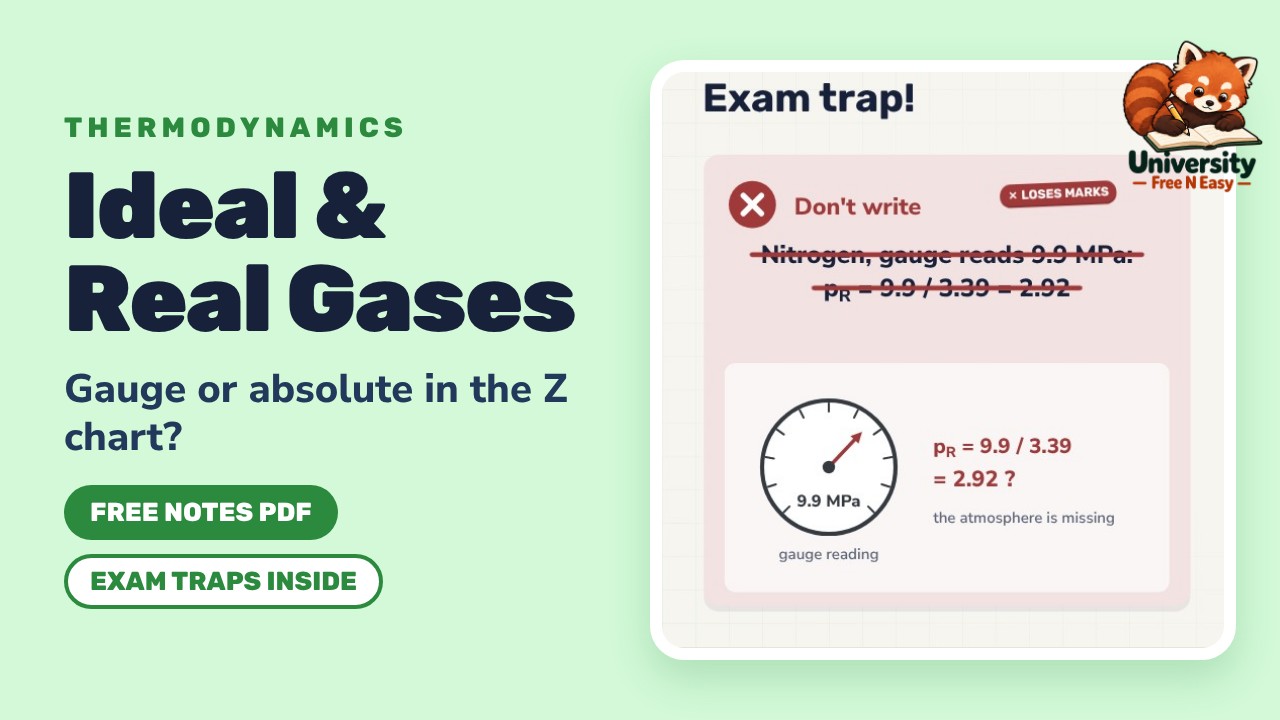 THERMODYNAMICS
Ideal &
Real Gases
Gauge or absolute in the Z
chart?
FREE NOTES PDF
EXAM TRAPS INSIDE
Exam trap!
Don't write
× LOSES MARKS
Nitrogen, gauge reads 9.9 MPa:
pR = 9.9 / 3.39 = 2.92
9.9 MPa
gauge reading
pR = 9.9 / 3.39
= 2.92 ?
the atmosphere is missing
University
Free N Easy